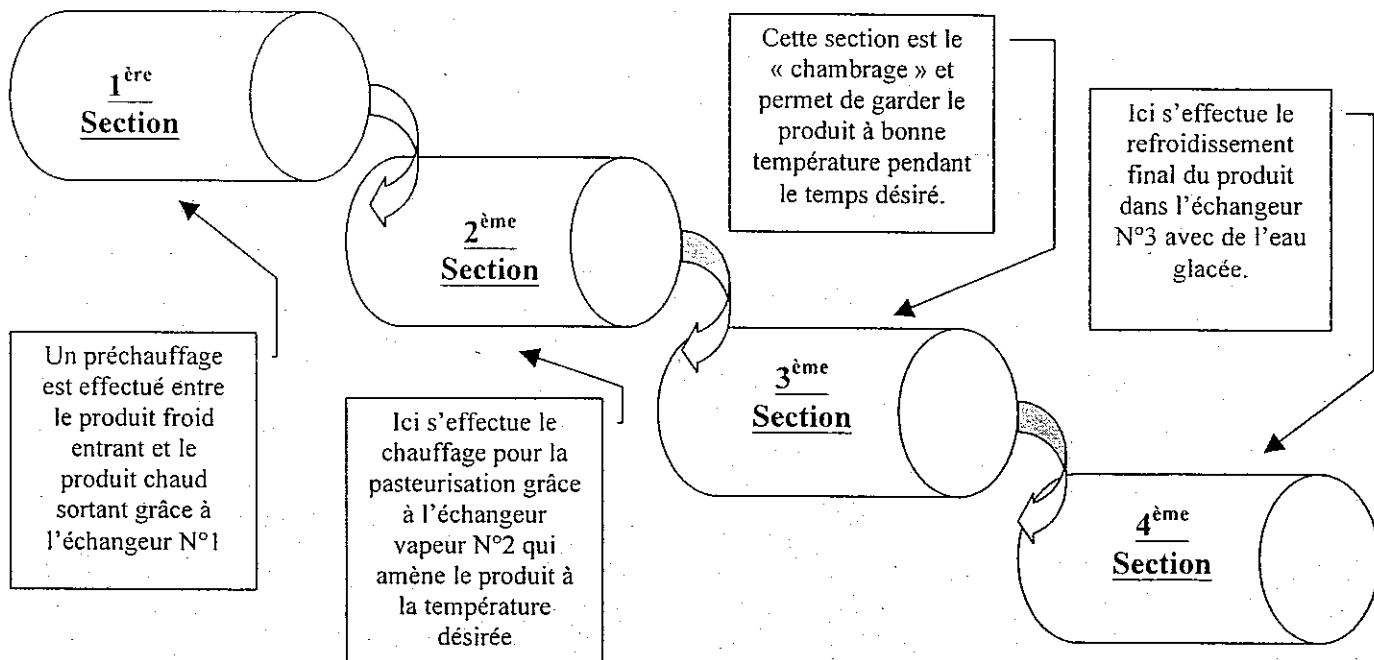 1ère
Section
2ème
Section
3ème
Section
4ème
Section
Cette section est le
« chambrage » et
permet de garder le
produit à bonne
température pendant
le temps désiré.
Ici s'effectue le
refroidissement
final du produit
dans l'échangeur
N°3 avec de l'eau
glacée.
Un préchauffage
est effectué entre
le produit froid
entrant et le
produit chaud
sortant grâce à
l'échangeur N°1
Ici s'effectue le
chauffage pour la
pasteurisation grâce
à l'échangeur
vapeur N°2 qui
amène le produit à
la température
désirée